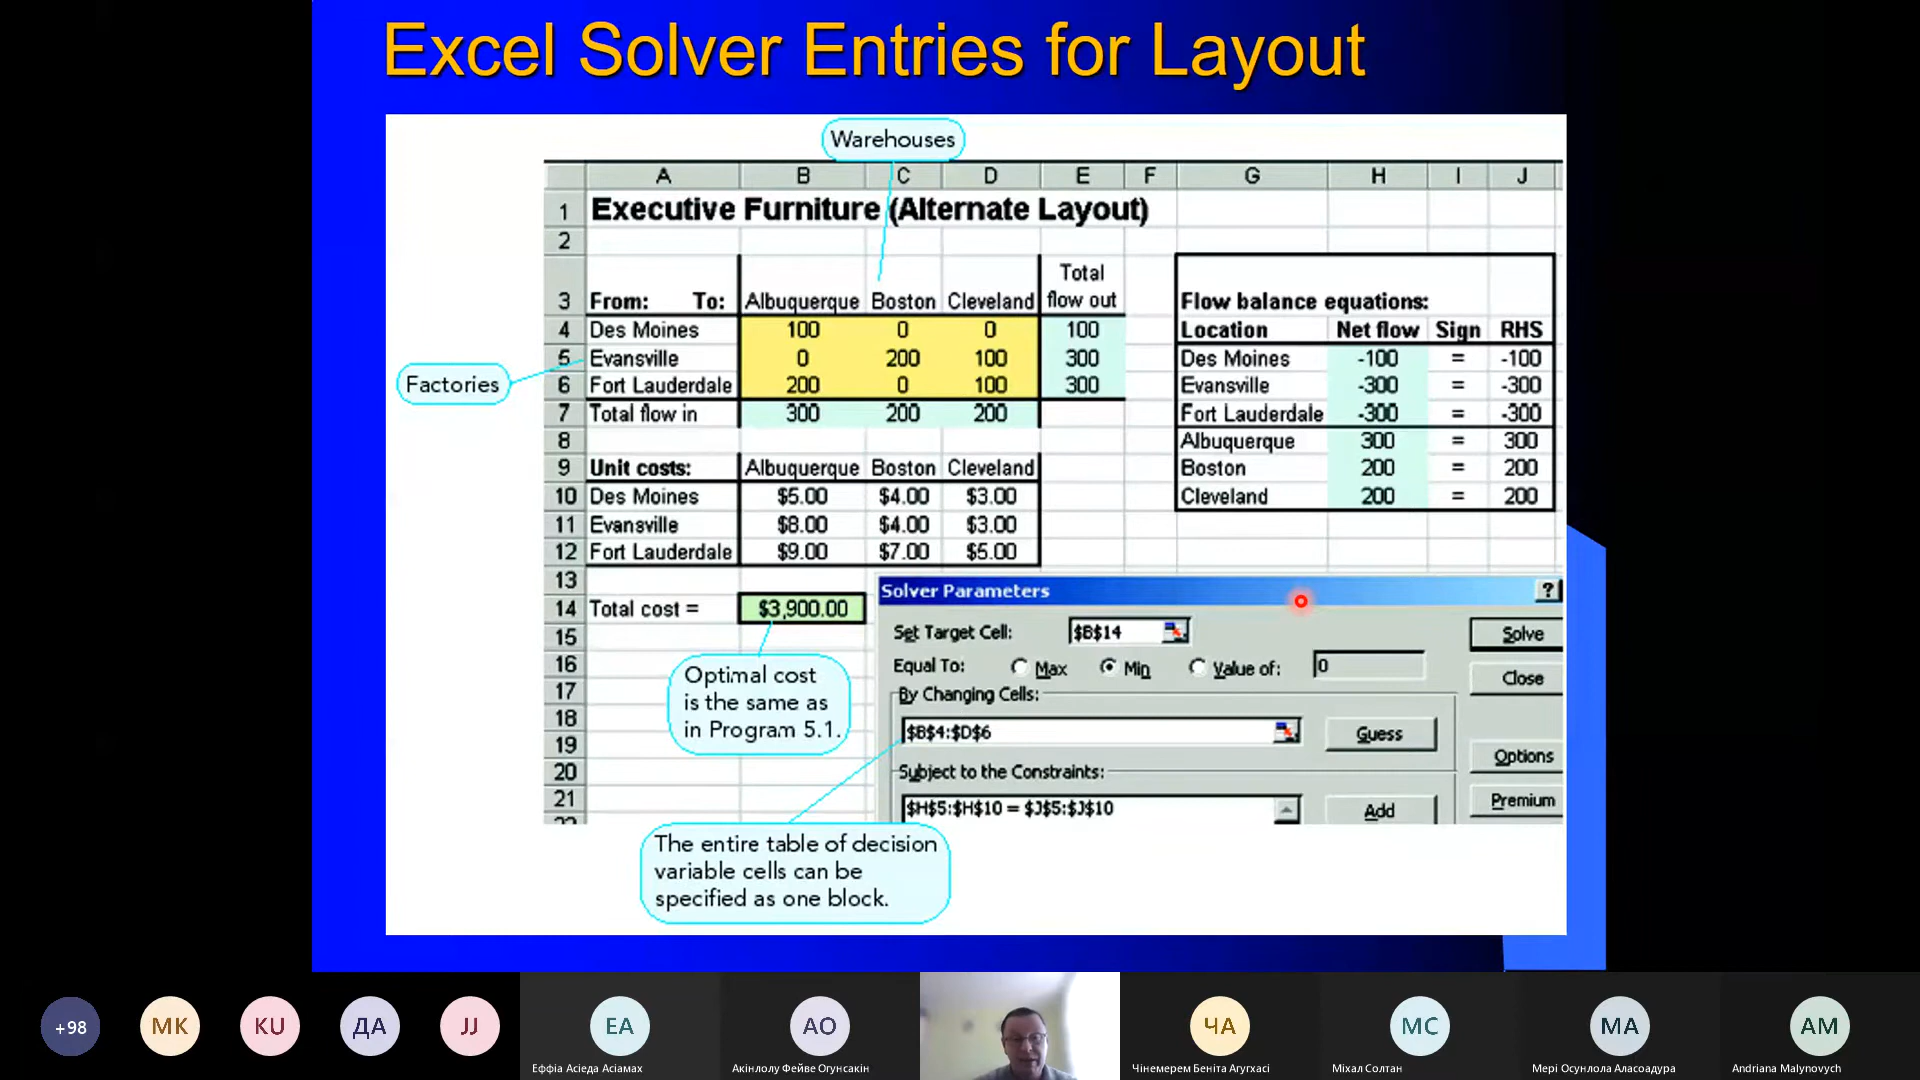 Excel Solver Entries for Layout
Warehouses
A B C D E F G H I J
1 Executive Furniture (Alternate Layout)
2
Total
3 From: To: Albuquerque Boston Cleveland flow out Flow balance equations:
4 Des Moines 100 0 0 100 Location Net flow Sign RHS
5 Evansville 0 200 100 300 Des Moines -100 = -100
Factories
6 Fort Lauderdale 200 0 100 300 Evansville -300 = -300
7 Total flow in 300 200 200 Fort Lauderdale -300 = -300
8 Albuquerque 300 = 300
9 Unit costs: Albuquerque Boston Cleveland Boston 200 = 200
10 Des Moines $5.00 $4.00 $3.00 Cleveland 200 = 200
11 Evansville $8.00 $4.00 $3.00
12 Fort Lauderdale $9.00 $7.00 $5.00
13
14 Total cost = $3,900.00
15
16
17
18
19
20
21
22
Optimal cost
is the same as
in Program 5.1.
Solver Parameters ?
Set Target Cell: $B$14 Solve
Equal To: Max Min Value of: 0 Close
By Changing Cells:
$B$4:$D$6 Guess
Options
Subject to the Constraints:
$H$5:$H$10 = $J$5:$J$10 Add Premium
The entire table of decision
variable cells can be
specified as one block.
+98 МК KU ДА JJ ЕА АО ЧА МС МА AM
Еффіа Асіеда Асіамах Акінлолу Фейве Огунсакін Чінемерем Беніта Агугхасі Міхал Солтан Мері Осунлола Аласоадура Andriana Malynovych